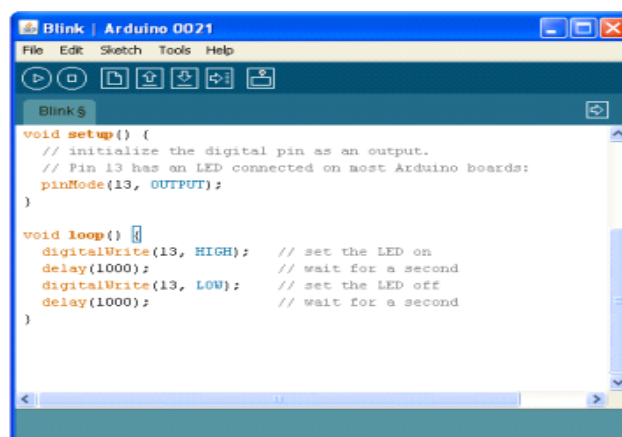 Blink | Arduino 0021
File Edit Sketch Tools Help
Blink §
void setup() {
  // initialize the digital pin as an output.
  // Pin 13 has an LED connected on most Arduino boards:
  pinMode(13, OUTPUT);
}

void loop() {
  digitalWrite(13, HIGH);   // set the LED on
  delay(1000);              // wait for a second
  digitalWrite(13, LOW);    // set the LED off
  delay(1000);              // wait for a second
}